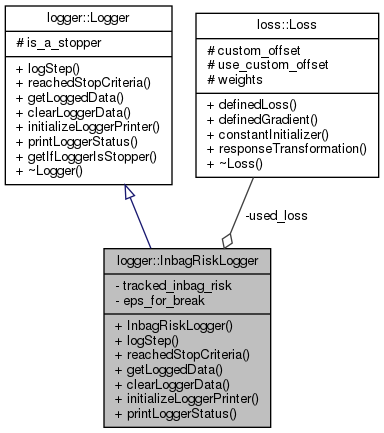 logger::Logger
# is_a_stopper
+ logStep()
+ reachedStopCriteria()
+ getLoggedData()
+ clearLoggerData()
+ initializeLoggerPrinter()
+ printLoggerStatus()
+ getIfLoggerIsStopper()
+ ~Logger()
loss::Loss
# custom_offset
# use_custom_offset
# weights
+ definedLoss()
+ definedGradient()
+ constantInitializer()
+ responseTransformation()
+ ~Loss()
-used_loss
logger::InbagRiskLogger
- tracked_inbag_risk
- eps_for_break
+ InbagRiskLogger()
+ logStep()
+ reachedStopCriteria()
+ getLoggedData()
+ clearLoggerData()
+ initializeLoggerPrinter()
+ printLoggerStatus()